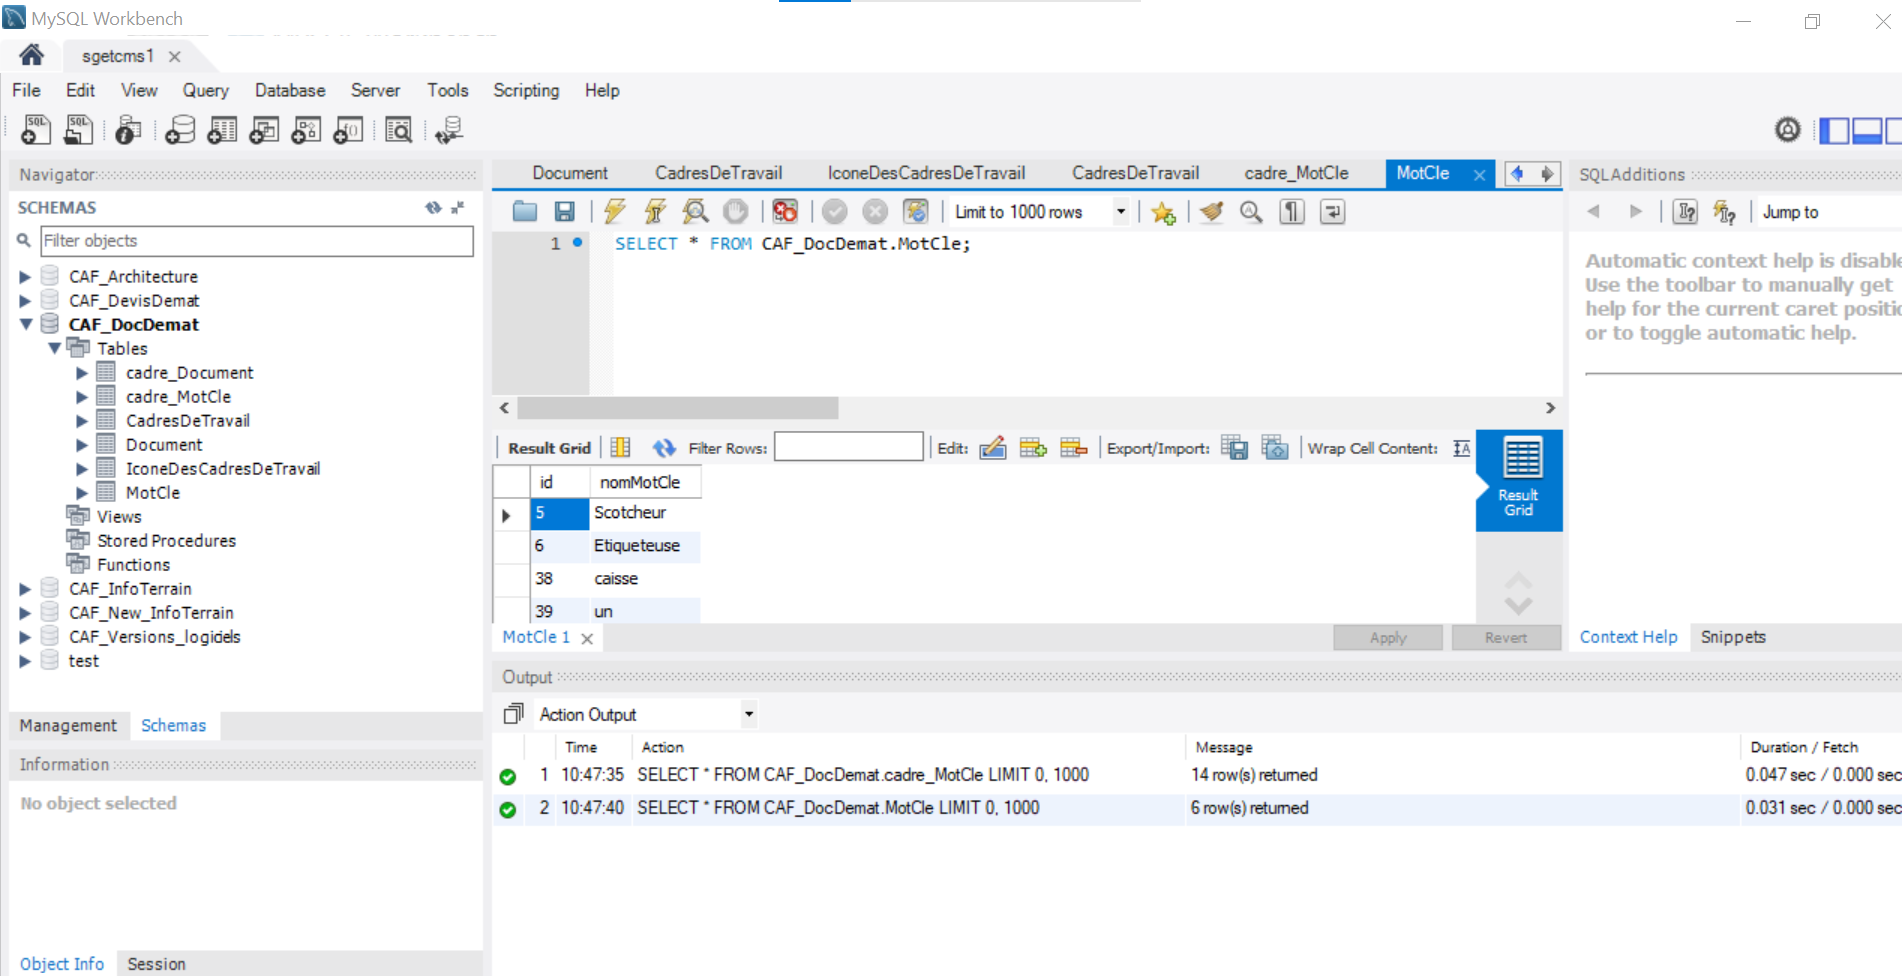 MySQL Workbench
sgetcms1
File Edit View Query Database Server Tools Scripting Help
Navigator
SCHEMAS
Filter objects
CAF_Architecture
CAF_DevisDemat
CAF_DocDemat
Tables
cadre_Document
cadre_MotCle
CadresDeTravail
Document
IconeDesCadresDeTravail
MotCle
Views
Stored Procedures
Functions
CAF_InfoTerrain
CAF_New_InfoTerrain
CAF_Versions_logiciels
test
Management Schemas
Information
No object selected
Object Info Session
Document CadresDeTravail IconeDesCadresDeTravail CadresDeTravail cadre_MotCle MotCle
Limit to 1000 rows
1 SELECT * FROM CAF_DocDemat.MotCle;
Result Grid Filter Rows: Edit: Export/Import: Wrap Cell Content:
id nomMotCle
5 Scotcheur
6 Etiqueteuse
38 caisse
39 un
Result
Grid
MotCle 1 Apply Revert
SQLAdditions
Jump to
Automatic context help is disable
Use the toolbar to manually get
help for the current caret positio
or to toggle automatic help.
Context Help Snippets
Output
Action Output
Time Action Message Duration / Fetch
1 10:47:35 SELECT * FROM CAF_DocDemat.cadre_MotCle LIMIT 0, 1000 14 row(s) returned 0.047 sec / 0.000 sec
2 10:47:40 SELECT * FROM CAF_DocDemat.MotCle LIMIT 0, 1000 6 row(s) returned 0.031 sec / 0.000 sec